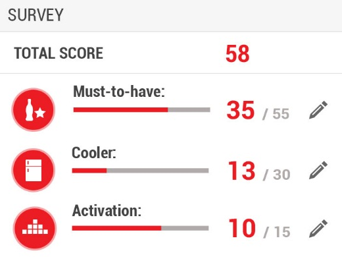 SURVEY
TOTAL SCORE 58
Must-to-have: 35 / 55
Cooler: 13 / 30
Activation: 10 / 15